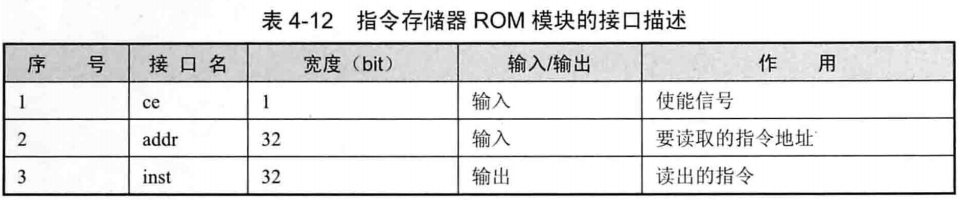 表 4-12 指令存储器 ROM 模块的接口描述
序 号 接 口 名 宽度（bit） 输入/输出 作 用
1 ce 1 输入 使能信号
2 addr 32 输入 要读取的指令地址
3 inst 32 输出 读出的指令